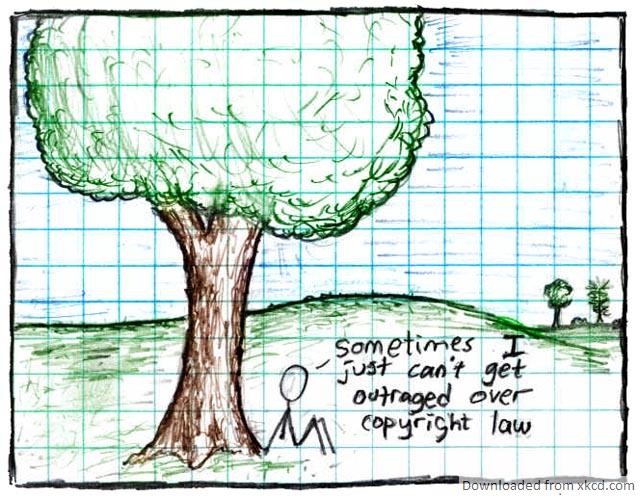 sometimes I
just can't get
outraged over
copyright law
Downloaded from xkcd.com